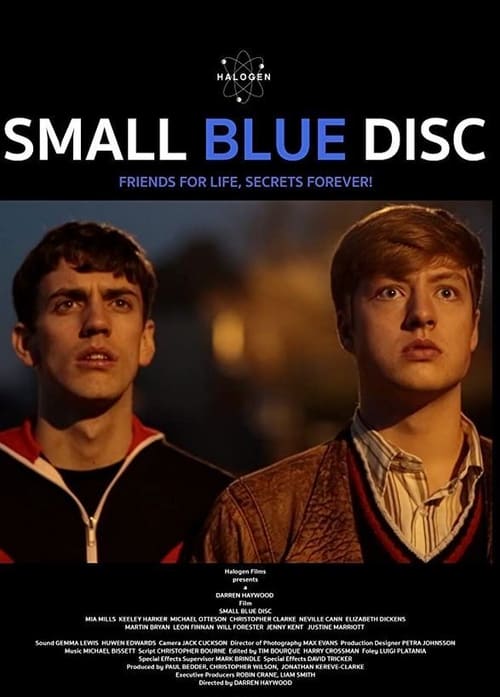 HALOGEN
SMALL BLUE DISC
FRIENDS FOR LIFE, SECRETS FOREVER!
Halogen Films
presents
a
DARREN HAYWOOD
Film
SMALL BLUE DISC
MIA MILLS KEELEY HARKER MICHAEL OTTESON CHRISTOPHER CLARKE NEVILLE CANN ELIZABETH DICKENS
MARTIN BRYAN LEON FINNAN WILL FORESTER JENNY KENT JUSTINE MARRIOTT
Sound GEMMA LEWIS HUWEN EDWARDS Camera JACK CUCKSON Director of Photography MAX EVANS Production Designer PETRA JOHNSSON
Music MICHAEL BISSETT Script CHRISTOPHER BOURNE Edited by TIM BOURQUE HARRY CROSSMAN Foley LUIGI PLATANIA
Special Effects Supervisor MARK BRINDLE Special Effects DAVID TRICKER
Produced by PAUL BEDDER, CHRISTOPHER WILSON, JONATHAN KEREVE-CLARKE
Executive Producers ROBIN CRANE, LIAM SMITH
Directed by DARREN HAYWOOD